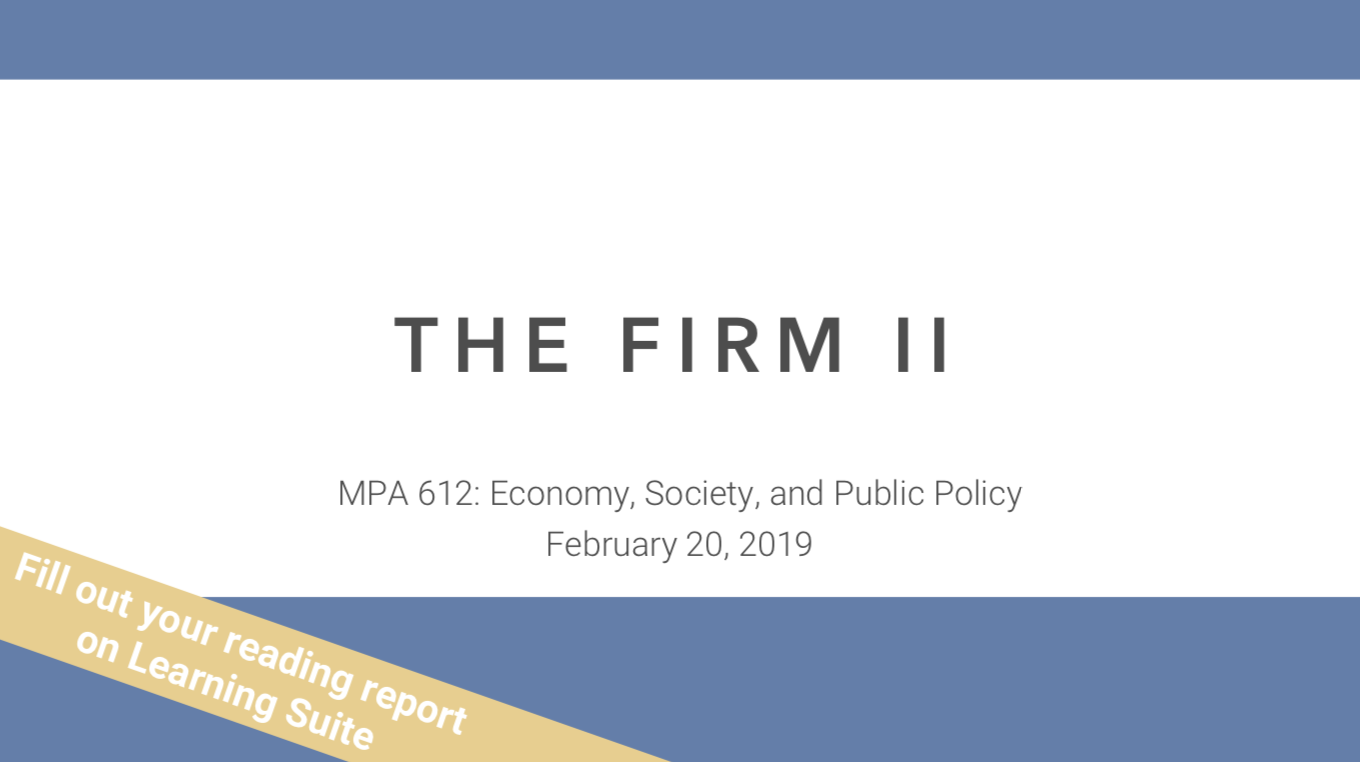 THE FIRM II
MPA 612: Economy, Society, and Public Policy
February 20, 2019
Fill out your reading report
on Learning Suite